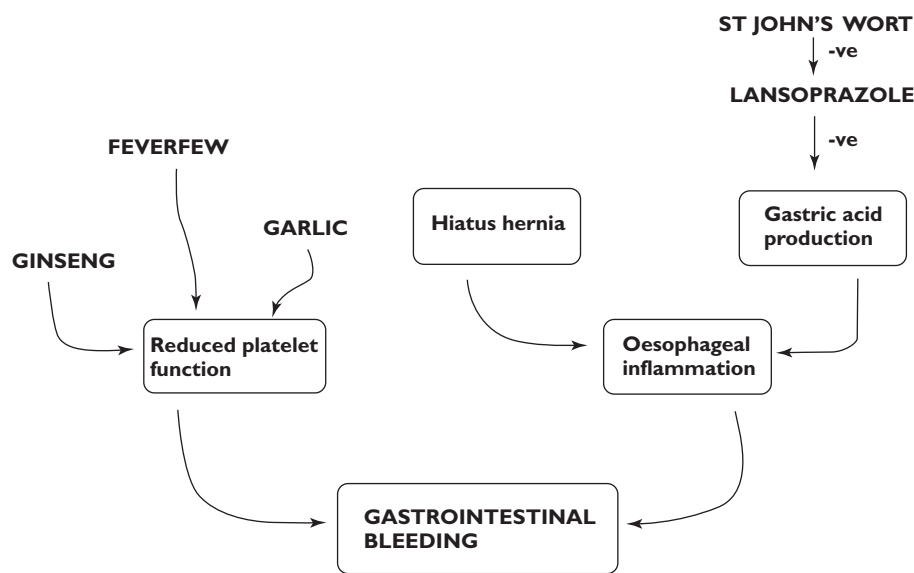 ST JOHN’S WORT
-ve
LANSOPRAZOLE
-ve
FEVERFEW
GARLIC
GINSENG
Hiatus hernia
Gastric acid
production
Reduced platelet
function
Oesophageal
inflammation
GASTROINTESTINAL
BLEEDING